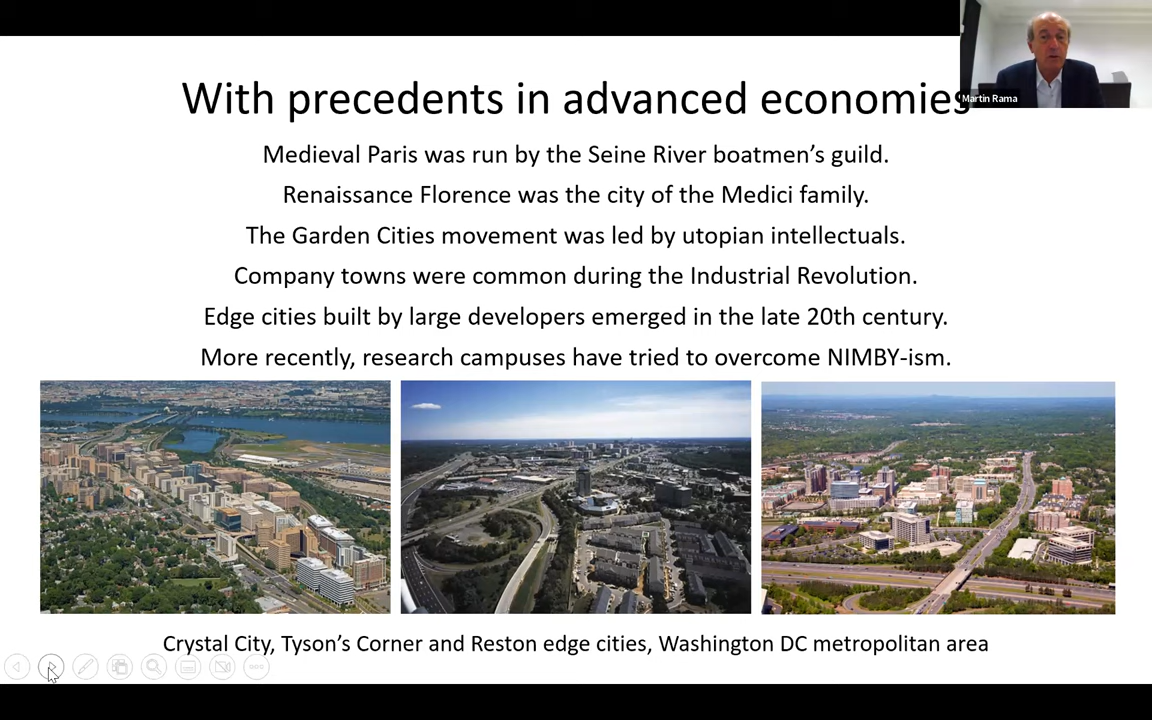 With precedents in advanced economies
Martin Rama
Medieval Paris was run by the Seine River boatmen’s guild.
Renaissance Florence was the city of the Medici family.
The Garden Cities movement was led by utopian intellectuals.
Company towns were common during the Industrial Revolution.
Edge cities built by large developers emerged in the late 20th century.
More recently, research campuses have tried to overcome NIMBY-ism.
Crystal City, Tyson’s Corner and Reston edge cities, Washington DC metropolitan area